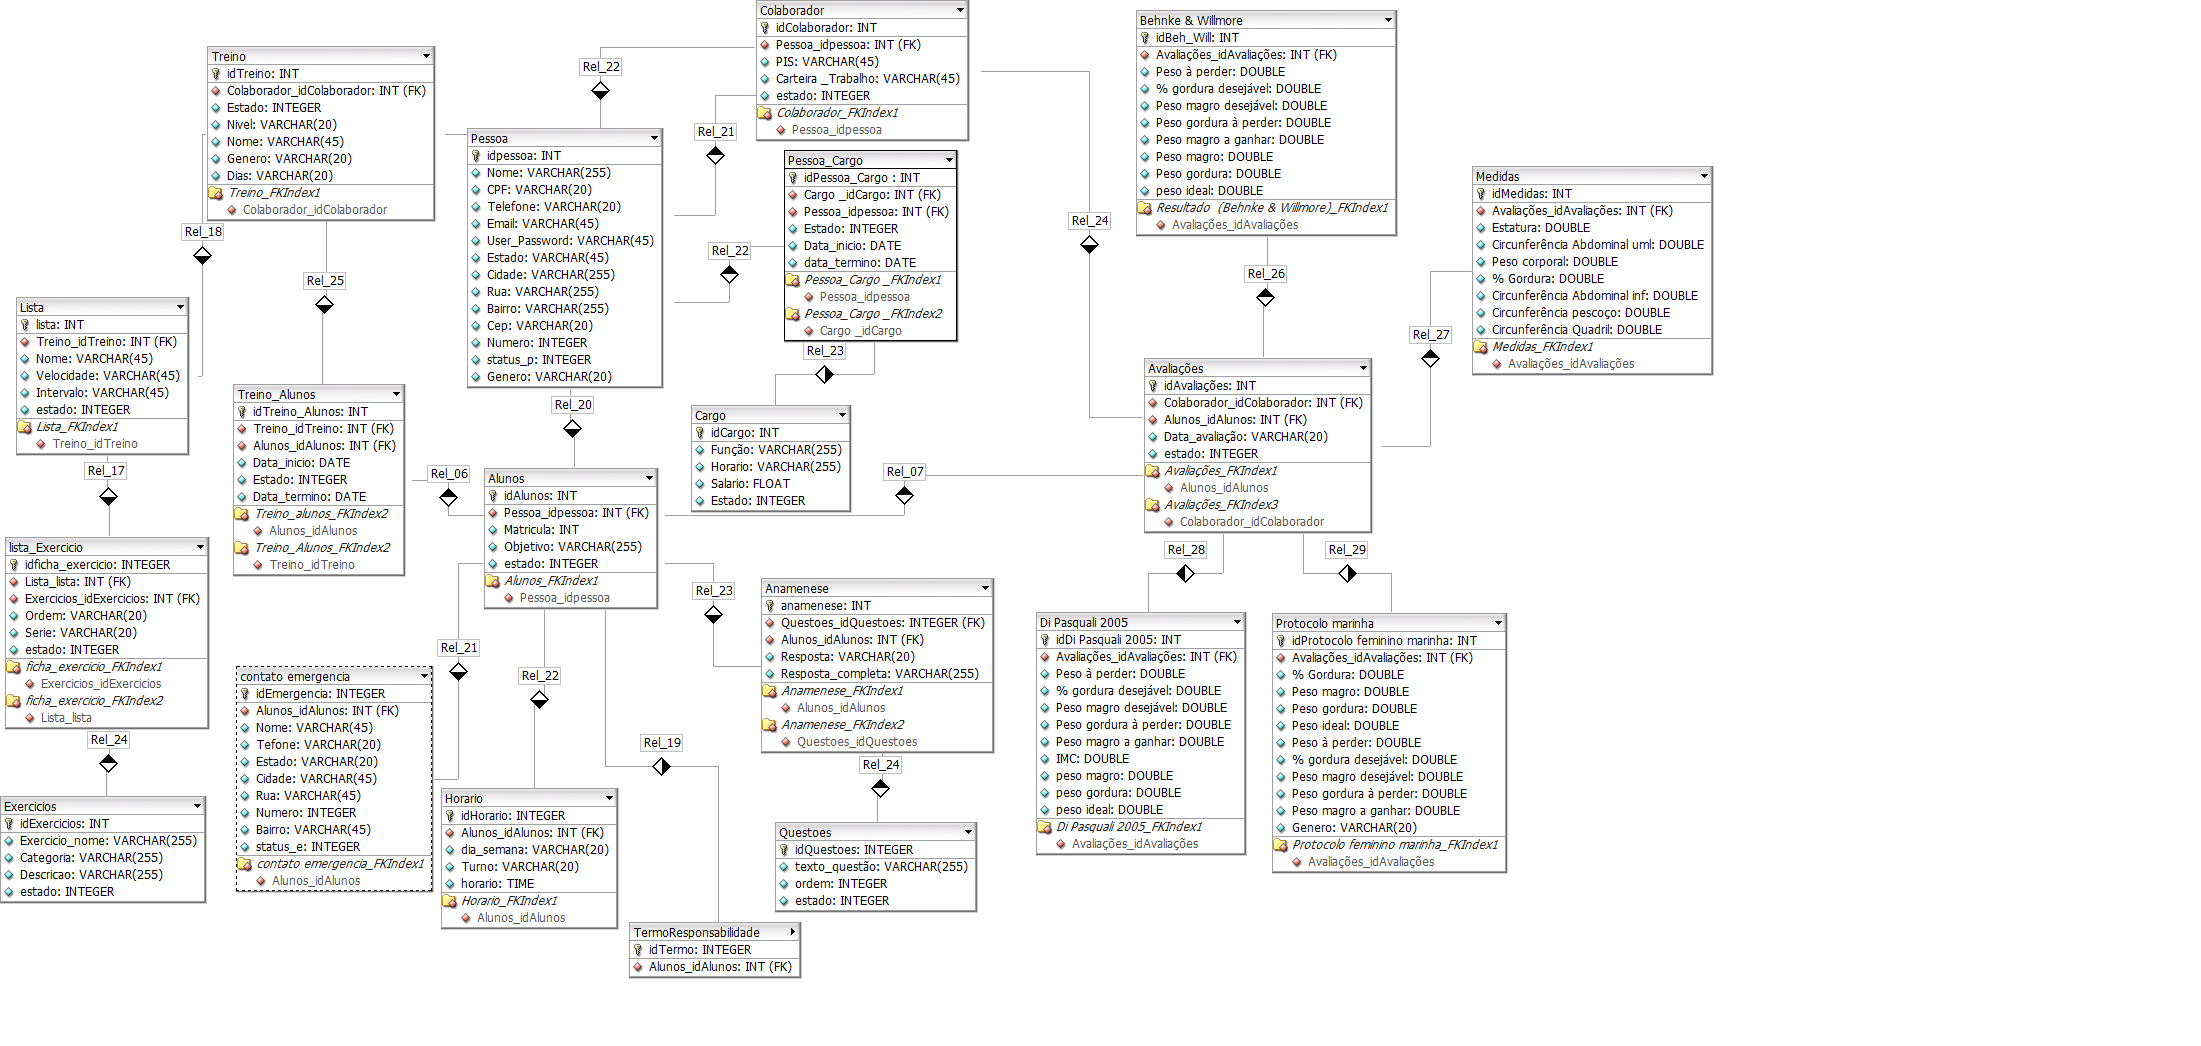 Treino
idTreino: INT
Colaborador_idColaborador: INT (FK)
Estado: INTEGER
Nivel: VARCHAR(20)
Nome: VARCHAR(45)
Genero: VARCHAR(20)
Dias: VARCHAR(20)
Treino_FKIndex1
Colaborador_idColaborador
Rel_18
Rel_25
Lista
lista: INT
Treino_idTreino: INT (FK)
Nome: VARCHAR(45)
Velocidade: VARCHAR(45)
Intervalo: VARCHAR(45)
estado: INTEGER
Lista_FKIndex1
Treino_idTreino
Rel_17
Treino_Alunos
idTreino_Alunos: INT
Treino_idTreino: INT (FK)
Alunos_idAlunos: INT (FK)
Data_inicio: DATE
Estado: INTEGER
Data_termino: DATE
Treino_alunos_FKIndex2
Alunos_idAlunos
Treino_Alunos_FKIndex2
Treino_idTreino
Rel_06
lista_Exercicio
idficha_exercicio: INTEGER
Lista_lista: INT (FK)
Exercicios_idExercicios: INT (FK)
Ordem: VARCHAR(20)
Serie: VARCHAR(20)
estado: INTEGER
ficha_exercicio_FKIndex1
Exercicios_idExercicios
ficha_exercicio_FKIndex2
Lista_lista
Rel_24
Exercicios
idExercicios: INT
Exercicio_nome: VARCHAR(255)
Categoria: VARCHAR(255)
Descricao: VARCHAR(255)
estado: INTEGER
contato emergencia
idEmergencia: INTEGER
Alunos_idAlunos: INT (FK)
Nome: VARCHAR(45)
Tefone: VARCHAR(20)
Estado: VARCHAR(20)
Cidade: VARCHAR(45)
Rua: VARCHAR(45)
Numero: INTEGER
Bairro: VARCHAR(45)
status_e: INTEGER
contato emergencia_FKIndex1
Alunos_idAlunos
Rel_21
Pessoa
idpessoa: INT
Nome: VARCHAR(255)
CPF: VARCHAR(20)
Telefone: VARCHAR(20)
Email: VARCHAR(45)
User_Password: VARCHAR(45)
Estado: VARCHAR(45)
Cidade: VARCHAR(255)
Rua: VARCHAR(255)
Bairro: VARCHAR(255)
Cep: VARCHAR(20)
Numero: INTEGER
status_p: INTEGER
Genero: VARCHAR(20)
Rel_22
Rel_21
Rel_22
Rel_20
Colaborador
idColaborador: INT
Pessoa_idpessoa: INT (FK)
PIS: VARCHAR(45)
Carteira _Trabalho: VARCHAR(45)
estado: INTEGER
Colaborador_FKIndex1
Pessoa_idpessoa
Pessoa_Cargo
idPessoa_Cargo : INT
Cargo _idCargo: INT (FK)
Pessoa_idpessoa: INT (FK)
Estado: INTEGER
Data_inicio: DATE
data_termino: DATE
Pessoa_Cargo _FKIndex1
Pessoa_idpessoa
Pessoa_Cargo _FKIndex2
Cargo _idCargo
Rel_23
Cargo
idCargo: INT
Função: VARCHAR(255)
Horario: VARCHAR(255)
Salario: FLOAT
Estado: INTEGER
Alunos
idAlunos: INT
Pessoa_idpessoa: INT (FK)
Matricula: INT
Objetivo: VARCHAR(255)
estado: INTEGER
Alunos_FKIndex1
Pessoa_idpessoa
Rel_07
Rel_23
Rel_22
Rel_19
Horario
idHorario: INTEGER
Alunos_idAlunos: INT (FK)
dia_semana: VARCHAR(20)
Turno: VARCHAR(20)
horario: TIME
Horario_FKIndex1
Alunos_idAlunos
Anamenese
anamenese: INT
Questoes_idQuestoes: INTEGER (FK)
Alunos_idAlunos: INT (FK)
Resposta: VARCHAR(20)
Resposta_completa: VARCHAR(255)
Anamenese_FKIndex1
Alunos_idAlunos
Anamenese_FKIndex2
Questoes_idQuestoes
Rel_24
Questoes
idQuestoes: INTEGER
texto_questão: VARCHAR(255)
ordem: INTEGER
estado: INTEGER
TermoResponsabilidade
idTermo: INTEGER
Alunos_idAlunos: INT (FK)
Behnke & Willmore
idBeh_Will: INT
Avaliações_idAvaliações: INT (FK)
Peso à perder: DOUBLE
% gordura desejável: DOUBLE
Peso magro desejável: DOUBLE
Peso gordura à perder: DOUBLE
Peso magro a ganhar: DOUBLE
Peso magro: DOUBLE
Peso gordura: DOUBLE
peso ideal: DOUBLE
Resultado (Behnke & Willmore)_FKIndex1
Avaliações_idAvaliações
Rel_24
Rel_26
Rel_27
Medidas
idMedidas: INT
Avaliações_idAvaliações: INT (FK)
Estatura: DOUBLE
Circunferência Abdominal uml: DOUBLE
Peso corporal: DOUBLE
% Gordura: DOUBLE
Circunferência Abdominal inf: DOUBLE
Circunferência pescoço: DOUBLE
Circunferência Quadril: DOUBLE
Medidas_FKIndex1
Avaliações_idAvaliações
Avaliações
idAvaliações: INT
Colaborador_idColaborador: INT (FK)
Alunos_idAlunos: INT (FK)
Data_avaliação: VARCHAR(20)
estado: INTEGER
Avaliações_FKIndex1
Alunos_idAlunos
Avaliações_FKIndex3
Colaborador_idColaborador
Rel_28
Rel_29
Di Pasquali 2005
idDi Pasquali 2005: INT
Avaliações_idAvaliações: INT (FK)
Peso à perder: DOUBLE
% gordura desejável: DOUBLE
Peso magro desejável: DOUBLE
Peso gordura à perder: DOUBLE
Peso magro a ganhar: DOUBLE
IMC: DOUBLE
peso magro: DOUBLE
peso gordura: DOUBLE
peso ideal: DOUBLE
Di Pasquali 2005_FKIndex1
Avaliações_idAvaliações
Protocolo marinha
idProtocolo feminino marinha: INT
Avaliações_idAvaliações: INT (FK)
% Gordura: DOUBLE
Peso magro: DOUBLE
Peso gordura: DOUBLE
Peso ideal: DOUBLE
Peso à perder: DOUBLE
% gordura desejável: DOUBLE
Peso magro desejável: DOUBLE
Peso gordura à perder: DOUBLE
Peso magro a ganhar: DOUBLE
Genero: VARCHAR(20)
Protocolo feminino marinha_FKIndex1
Avaliações_idAvaliações